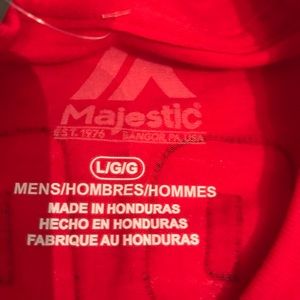 Majestic®
EST. 1976 BANGOR, PA, USA
L/G/G
MENS/HOMBRES/HOMMES
MADE IN HONDURAS
HECHO EN HONDURAS
FABRIQUE AU HONDURAS